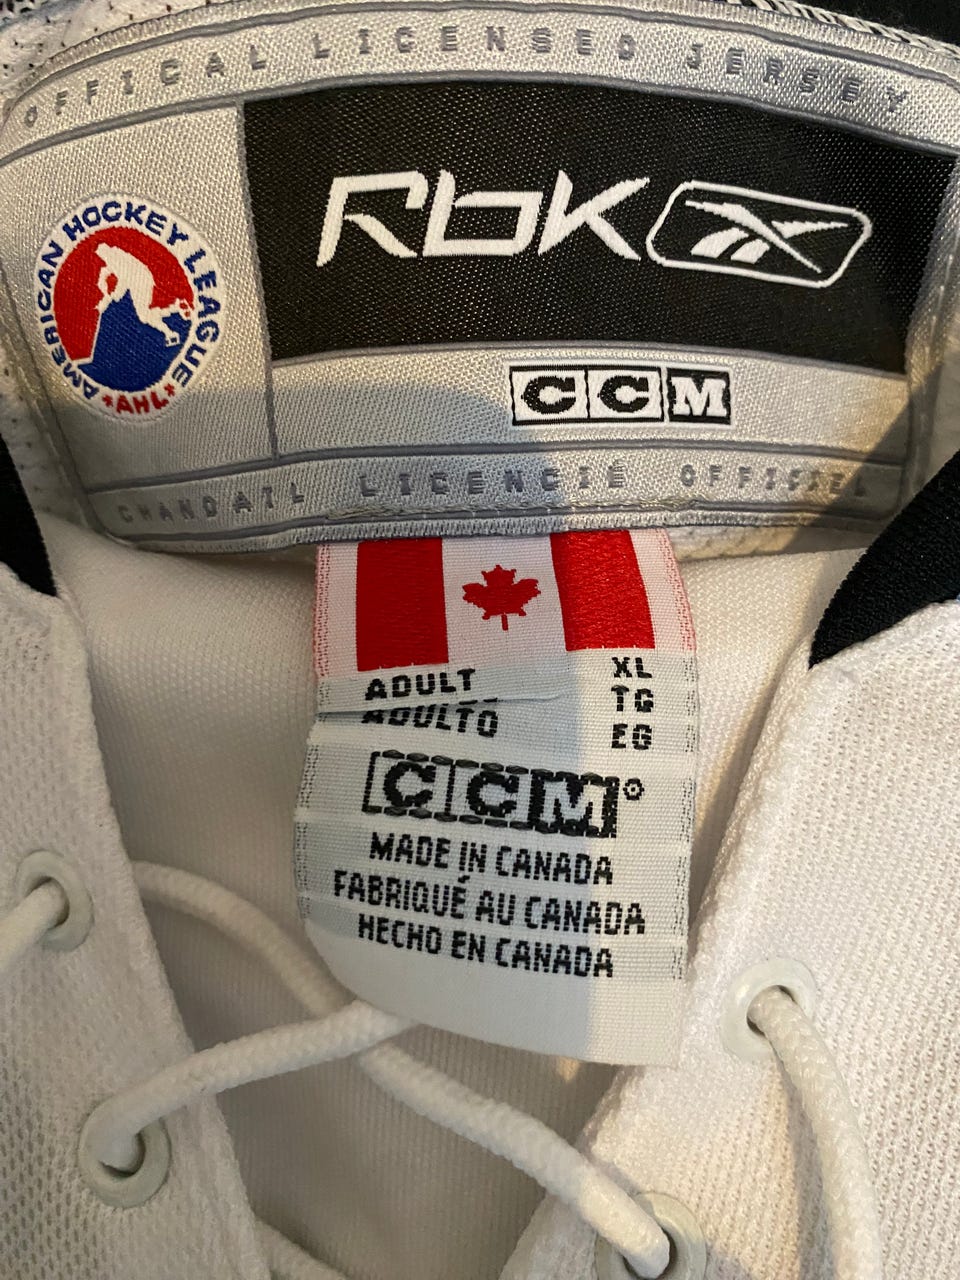 OFFICAL LICENSED JERSEY
AMERICAN HOCKEY LEAGUE
*AHL*
Rbk
CCM
CHANDAIL LICENCIÉ OFFICIEL
ADULT XL
TG
ADULTO EG
CCM
MADE IN CANADA
FABRIQUÉ AU CANADA
HECHO EN CANADA